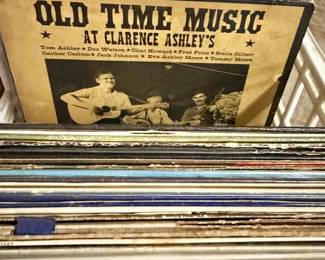 OLD TIME MUSIC
★ AT CLARENCE ASHLEY'S ★
Tom Ashley ★ Doc Watson ★ Clint Howard ★ Fred Price ★ Stella Gilbert
Gaither Carlton ★ Jack Johnson ★ Eva Ashley Moore ★ Tommy Moore